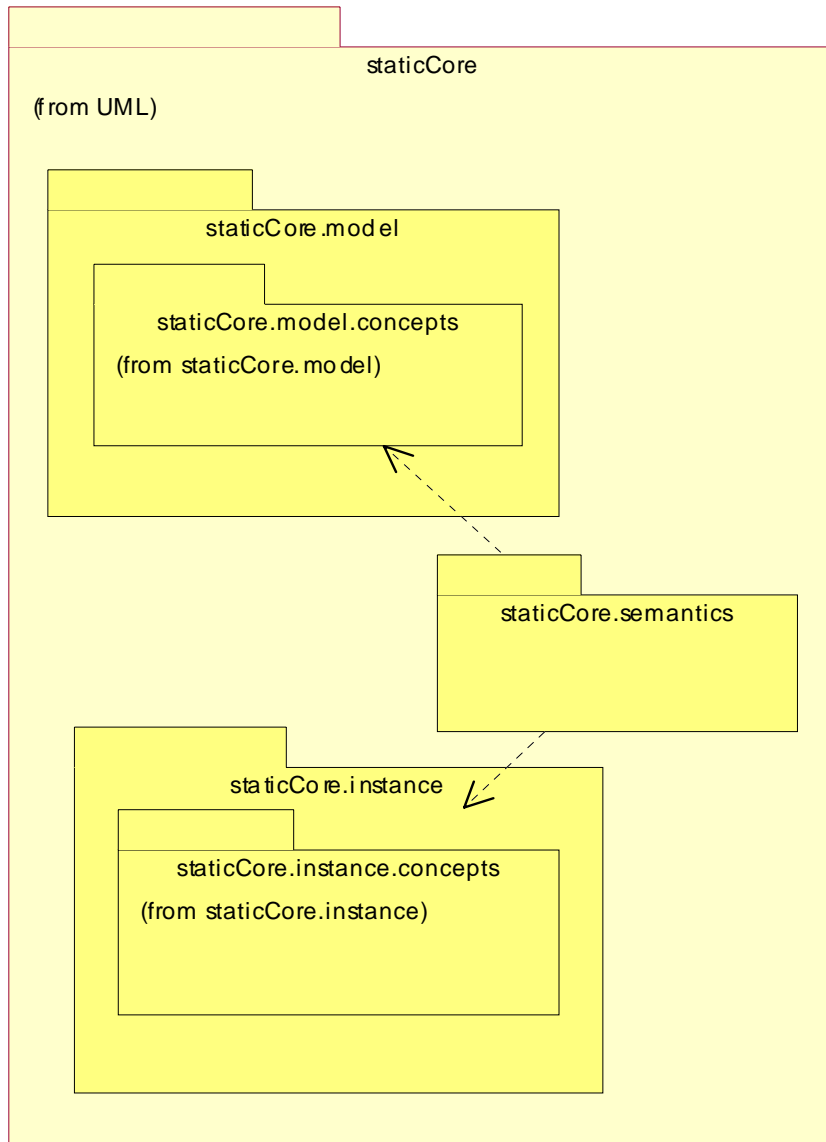 staticCore
(from UML)
staticCore.model
staticCore.model.concepts
(from staticCore.model)
staticCore.semantics
staticCore.instance
staticCore.instance.concepts
(from staticCore.instance)